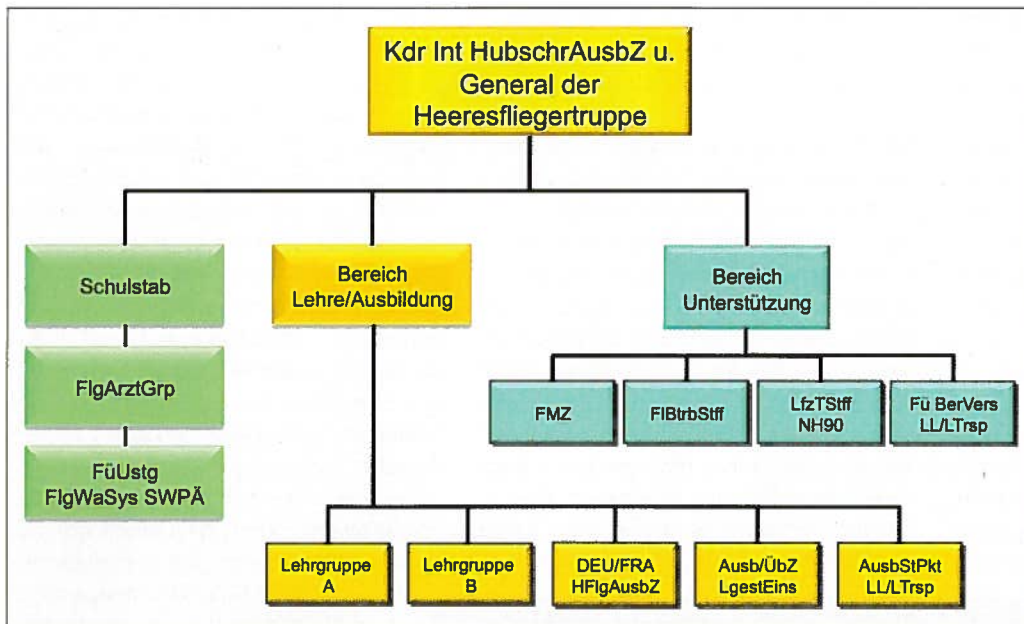 Kdr Int HubschrAusbZ u.
General der
Heeresfliegertruppe
Schulstab
Bereich
Lehre/Ausbildung
Bereich
Unterstützung
FlgArztGrp
FMZ
FlBtrbStff
LfzTStff
NH90
Fü BerVers
LL/LTrsp
FüUstg
FlgWaSys SWPÄ
Lehrgruppe
A
Lehrgruppe
B
DEU/FRA
HFlgAusbZ
Ausb/ÜbZ
LgestEins
AusbStPkt
LL/LTrsp